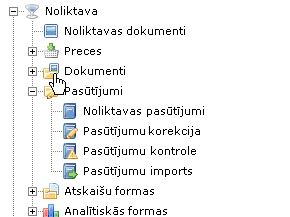 Noliktava
Noliktavas dokumenti
Preces
Dokumenti
Pasūtījumi
Noliktavas pasūtījumi
Pasūtījumu korekcija
Pasūtījumu kontrole
Pasūtījumu imports
Atskaišu formas
Analītiskās formas